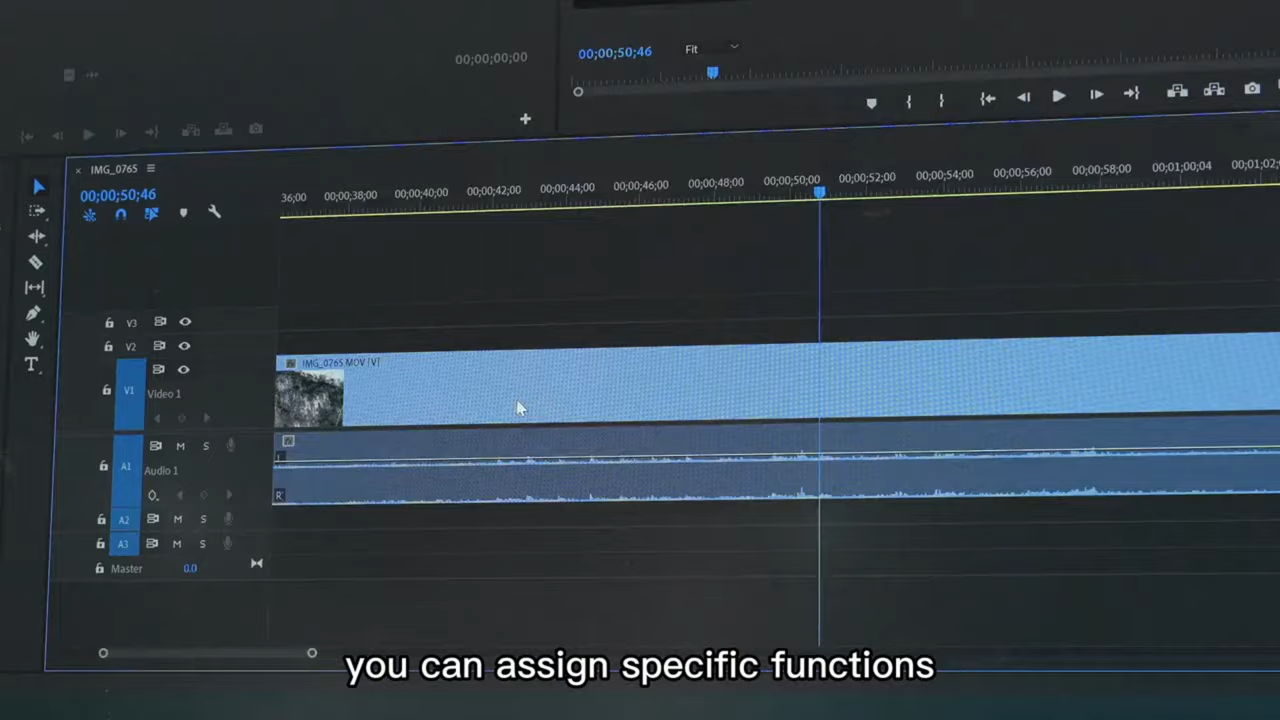 00;00;00;00
00;00;50;46
Fit
IMG_0765
00;00;50;46
36;00 00;00;38;00 00;00;40;00 00;00;42;00 00;00;44;00 00;00;46;00 00;00;48;00 00;00;50;00 00;00;52;00 00;00;54;00 00;00;56;00 00;00;58;00 00;01;00;04 00;01;02;
V3
V2
IMG_0765.MOV [V]
V1
Video 1
M S
L
A1
Audio 1
R
A2 M S
A3 M S
Master 0.0
T
you can assign specific functions